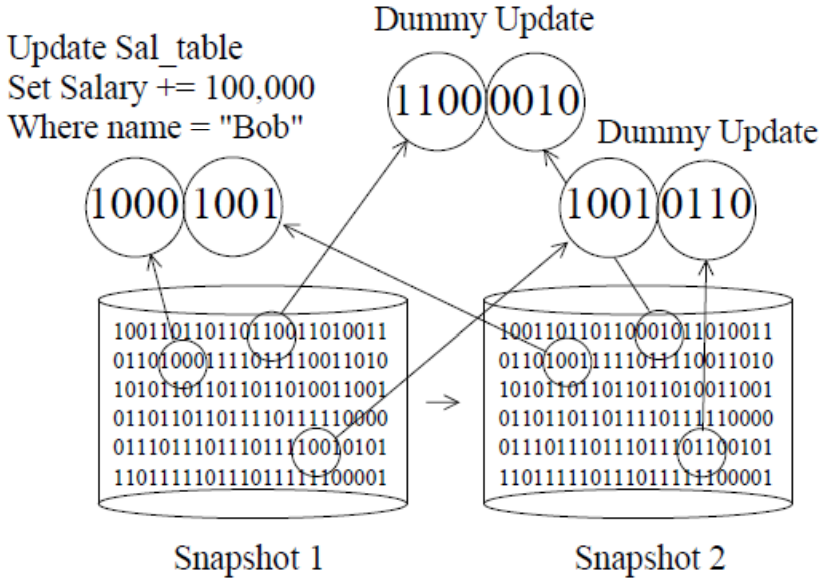 Dummy Update
Update Sal_table
Set Salary += 100,000
Where name = "Bob"
1100 0010
Dummy Update
1000 1001
1001 0110
100110110110110011010011
011010001111011110011010
101011011011011010011001
011011011011110111110000
011101110111011110010101
110111110111011111100001
100110110110001011010011
011010011111011110011010
101011011011011010011001
011011011011110111110000
011101110111011101100101
110111110111011111100001
Snapshot 1
Snapshot 2